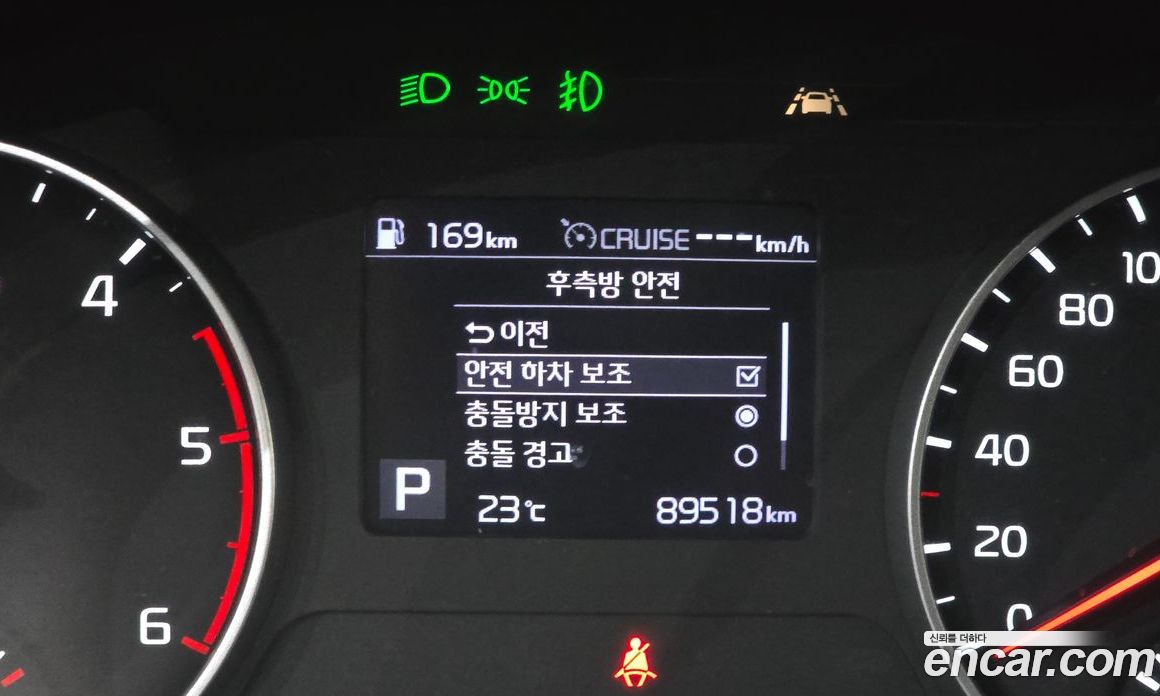 169km CRUISE ---km/h
후측방 안전
이전
안전 하차 보조
충돌방지 보조
충돌 경고
P 23℃ 89518km
4
5
6
10
80
60
40
20
0
신뢰를 더하다
encar.com